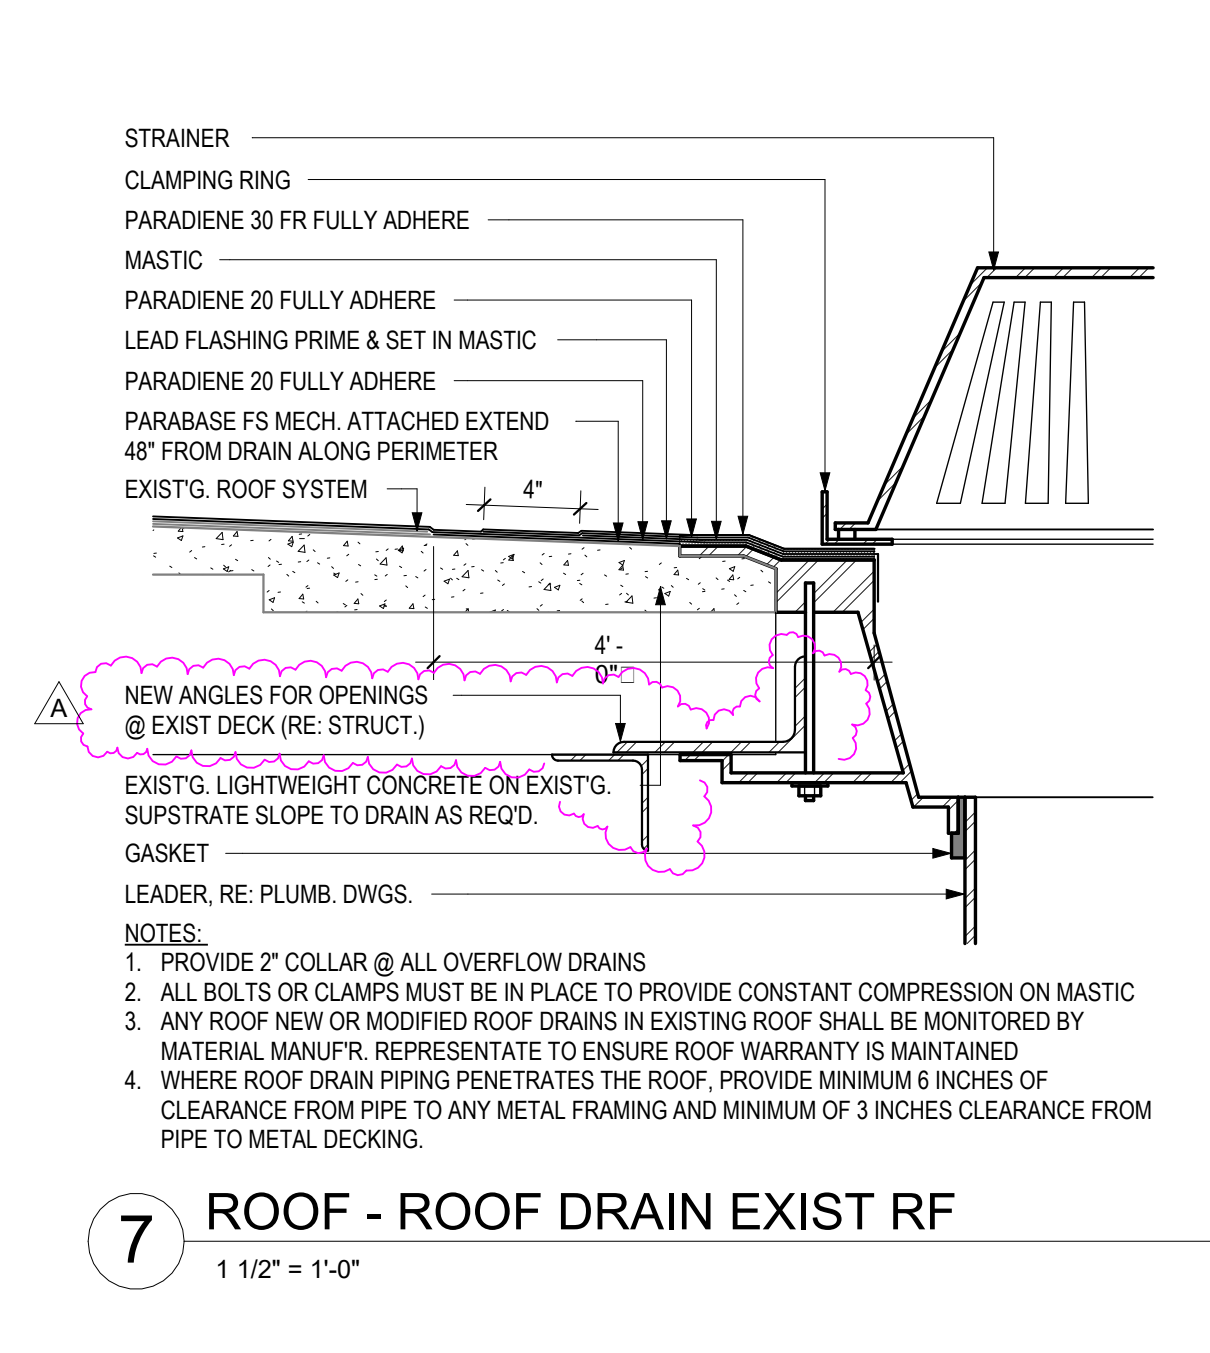 STRAINER
CLAMPING RING
PARADIENE 30 FR FULLY ADHERE
MASTIC
PARADIENE 20 FULLY ADHERE
LEAD FLASHING PRIME & SET IN MASTIC
PARADIENE 20 FULLY ADHERE
PARABASE FS MECH. ATTACHED EXTEND
48" FROM DRAIN ALONG PERIMETER
EXIST'G. ROOF SYSTEM
4"
4' -
0"
A
NEW ANGLES FOR OPENINGS
@ EXIST DECK (RE: STRUCT.)
EXIST'G. LIGHTWEIGHT CONCRETE ON EXIST'G.
SUPSTRATE SLOPE TO DRAIN AS REQ'D.
GASKET
LEADER, RE: PLUMB. DWGS.
NOTES:
1. PROVIDE 2" COLLAR @ ALL OVERFLOW DRAINS
2. ALL BOLTS OR CLAMPS MUST BE IN PLACE TO PROVIDE CONSTANT COMPRESSION ON MASTIC
3. ANY ROOF NEW OR MODIFIED ROOF DRAINS IN EXISTING ROOF SHALL BE MONITORED BY
MATERIAL MANUF'R. REPRESENTATE TO ENSURE ROOF WARRANTY IS MAINTAINED
4. WHERE ROOF DRAIN PIPING PENETRATES THE ROOF, PROVIDE MINIMUM 6 INCHES OF
CLEARANCE FROM PIPE TO ANY METAL FRAMING AND MINIMUM OF 3 INCHES CLEARANCE FROM
PIPE TO METAL DECKING.
7
ROOF - ROOF DRAIN EXIST RF
1 1/2" = 1'-0"